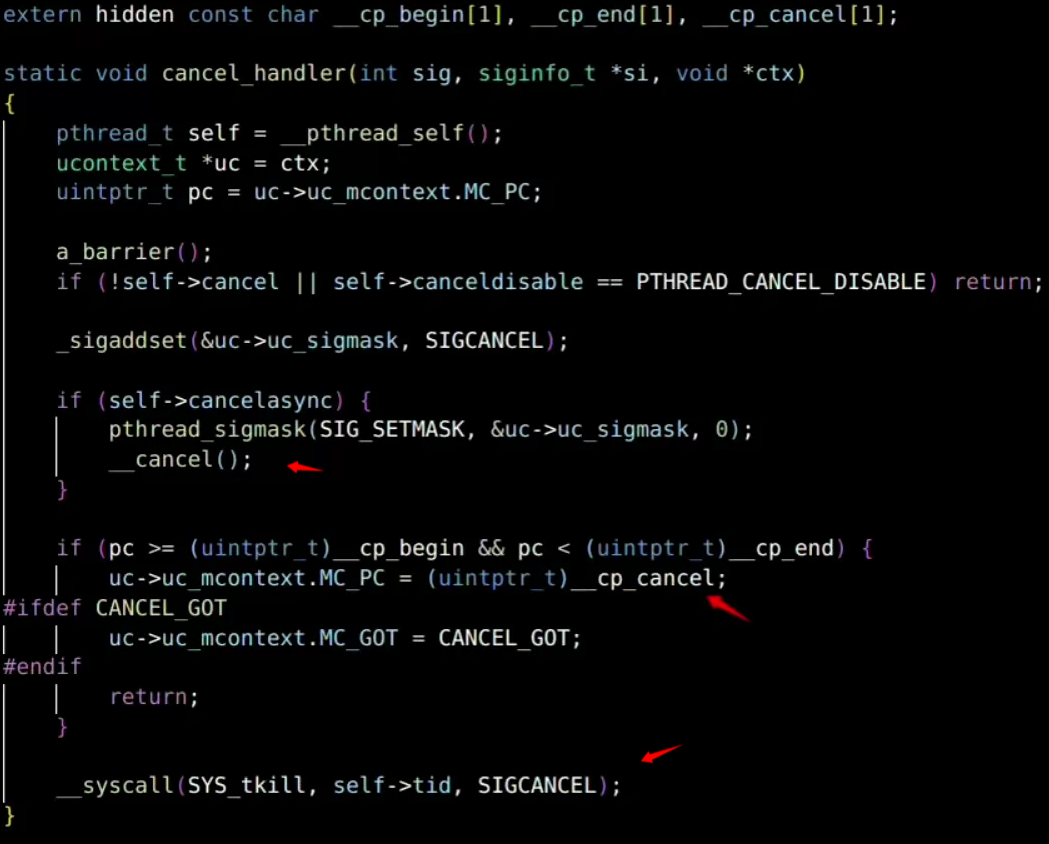 extern hidden const char __cp_begin[1], __cp_end[1], __cp_cancel[1];
static void cancel_handler(int sig, siginfo_t *si, void *ctx)
{
    pthread_t self = __pthread_self();
    ucontext_t *uc = ctx;
    uintptr_t pc = uc->uc_mcontext.MC_PC;
    a_barrier();
    if (!self->cancel || self->canceldisable == PTHREAD_CANCEL_DISABLE) return;
    _sigaddset(&uc->uc_sigmask, SIGCANCEL);
    if (self->cancelasync) {
        pthread_sigmask(SIG_SETMASK, &uc->uc_sigmask, 0);
        __cancel();
    }
    if (pc >= (uintptr_t)__cp_begin && pc < (uintptr_t)__cp_end) {
        uc->uc_mcontext.MC_PC = (uintptr_t)__cp_cancel;
#ifdef CANCEL_GOT
        uc->uc_mcontext.MC_GOT = CANCEL_GOT;
#endif
        return;
    }
    __syscall(SYS_tkill, self->tid, SIGCANCEL);
}